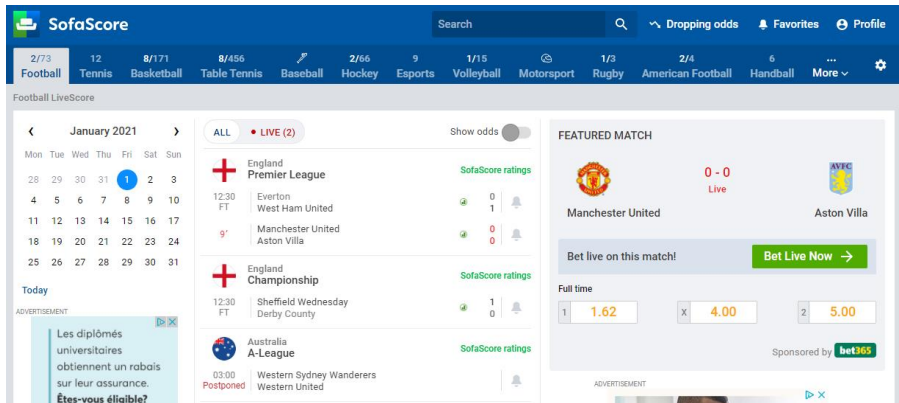 SofaScore
Search
Dropping odds
Favorites
Profile
2/73
Football
12
Tennis
8/171
Basketball
8/456
Table Tennis
Baseball
2/66
Hockey
9
Esports
1/15
Volleyball
Motorsport
1/3
Rugby
2/4
American Football
6
Handball
...
More
Football LiveScore
January 2021
Mon Tue Wed Thu Fri Sat Sun
28 29 30 31 1 2 3
4 5 6 7 8 9 10
11 12 13 14 15 16 17
18 19 20 21 22 23 24
25 26 27 28 29 30 31
Today
ADVERTISEMENT
Les diplômés
universitaires
obtiennent un rabais
sur leur assurance.
Êtes-vous éligible?
ALL • LIVE (2)
Show odds
England
Premier League
SofaScore ratings
12:30 Everton 0
FT West Ham United 1
9' Manchester United 0
Aston Villa 0
England
Championship
SofaScore ratings
12:30 Sheffield Wednesday 1
FT Derby County 0
Australia
A-League
SofaScore ratings
03:00 Western Sydney Wanderers
Postponed Western United
FEATURED MATCH
AVFC
0 - 0
Live
Manchester United
Aston Villa
Bet live on this match!
Bet Live Now →
Full time
1 1.62 X 4.00 2 5.00
Sponsored by bet365
ADVERTISEMENT